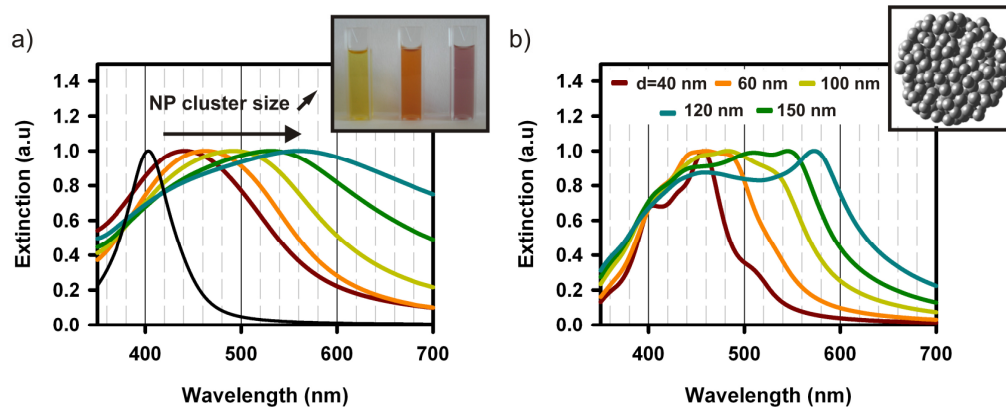 a)
NP cluster size
Extinction (a.u)
1.4
1.2
1.0
0.8
0.6
0.4
0.2
0.0
400
500
600
700
Wavelength (nm)
b)
d=40 nm
60 nm
100 nm
120 nm
150 nm
Extinction (a.u)
1.4
1.2
1.0
0.8
0.6
0.4
0.2
0.0
400
500
600
700
Wavelength (nm)